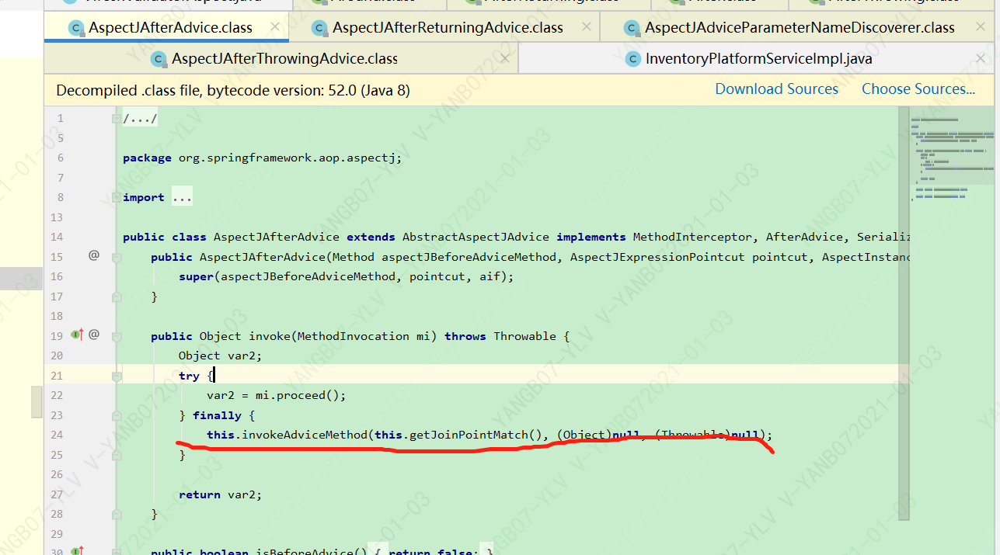 AspectJAfterAdvice.class
AspectJAfterReturningAdvice.class
AspectJAdviceParameterNameDiscoverer.class
AspectJAfterThrowingAdvice.class
InventoryPlatformServiceImpl.java
Decompiled .class file, bytecode version: 52.0 (Java 8)
Download Sources
Choose Sources...
1 /.../
5
6 package org.springframework.aop.aspectj;
7
8 import ...
13
14 public class AspectJAfterAdvice extends AbstractAspectJAdvice implements MethodInterceptor, AfterAdvice, Serializ
15 @ public AspectJAfterAdvice(Method aspectJBeforeAdviceMethod, AspectJExpressionPointcut pointcut, AspectInstanc
16 super(aspectJBeforeAdviceMethod, pointcut, aif);
17 }
18
19 @ public Object invoke(MethodInvocation mi) throws Throwable {
20 Object var2;
21 try {
22 var2 = mi.proceed();
23 } finally {
24 this.invokeAdviceMethod(this.getJoinPointMatch(), (Object)null, (Throwable)null);
25 }
26
27 return var2;
28 }
29
30 public boolean isBeforeAdvice() { return false; }